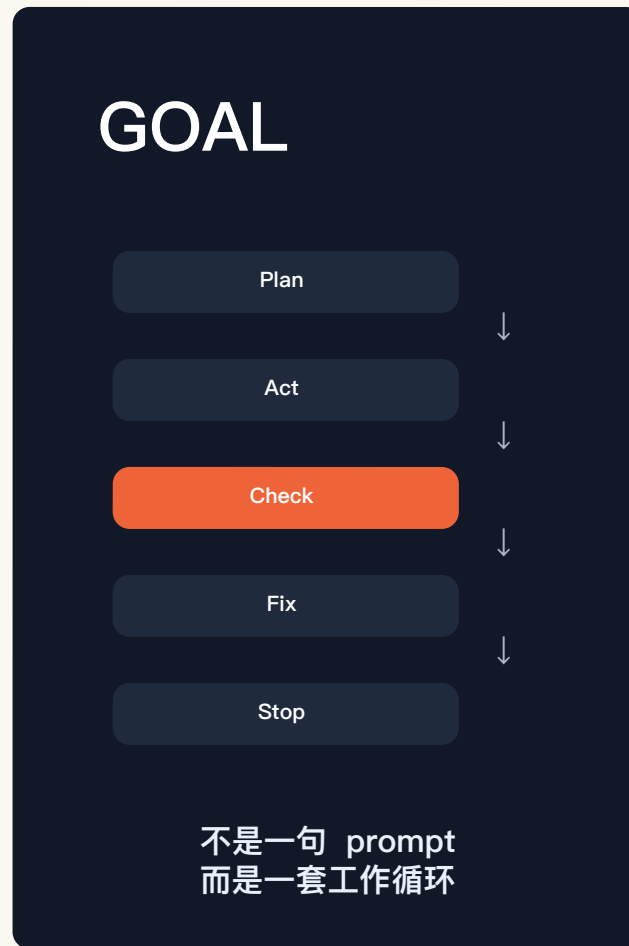 GOAL
Plan
↓
Act
↓
Check
↓
Fix
↓
Stop
不是一句 prompt
而是一套工作循环